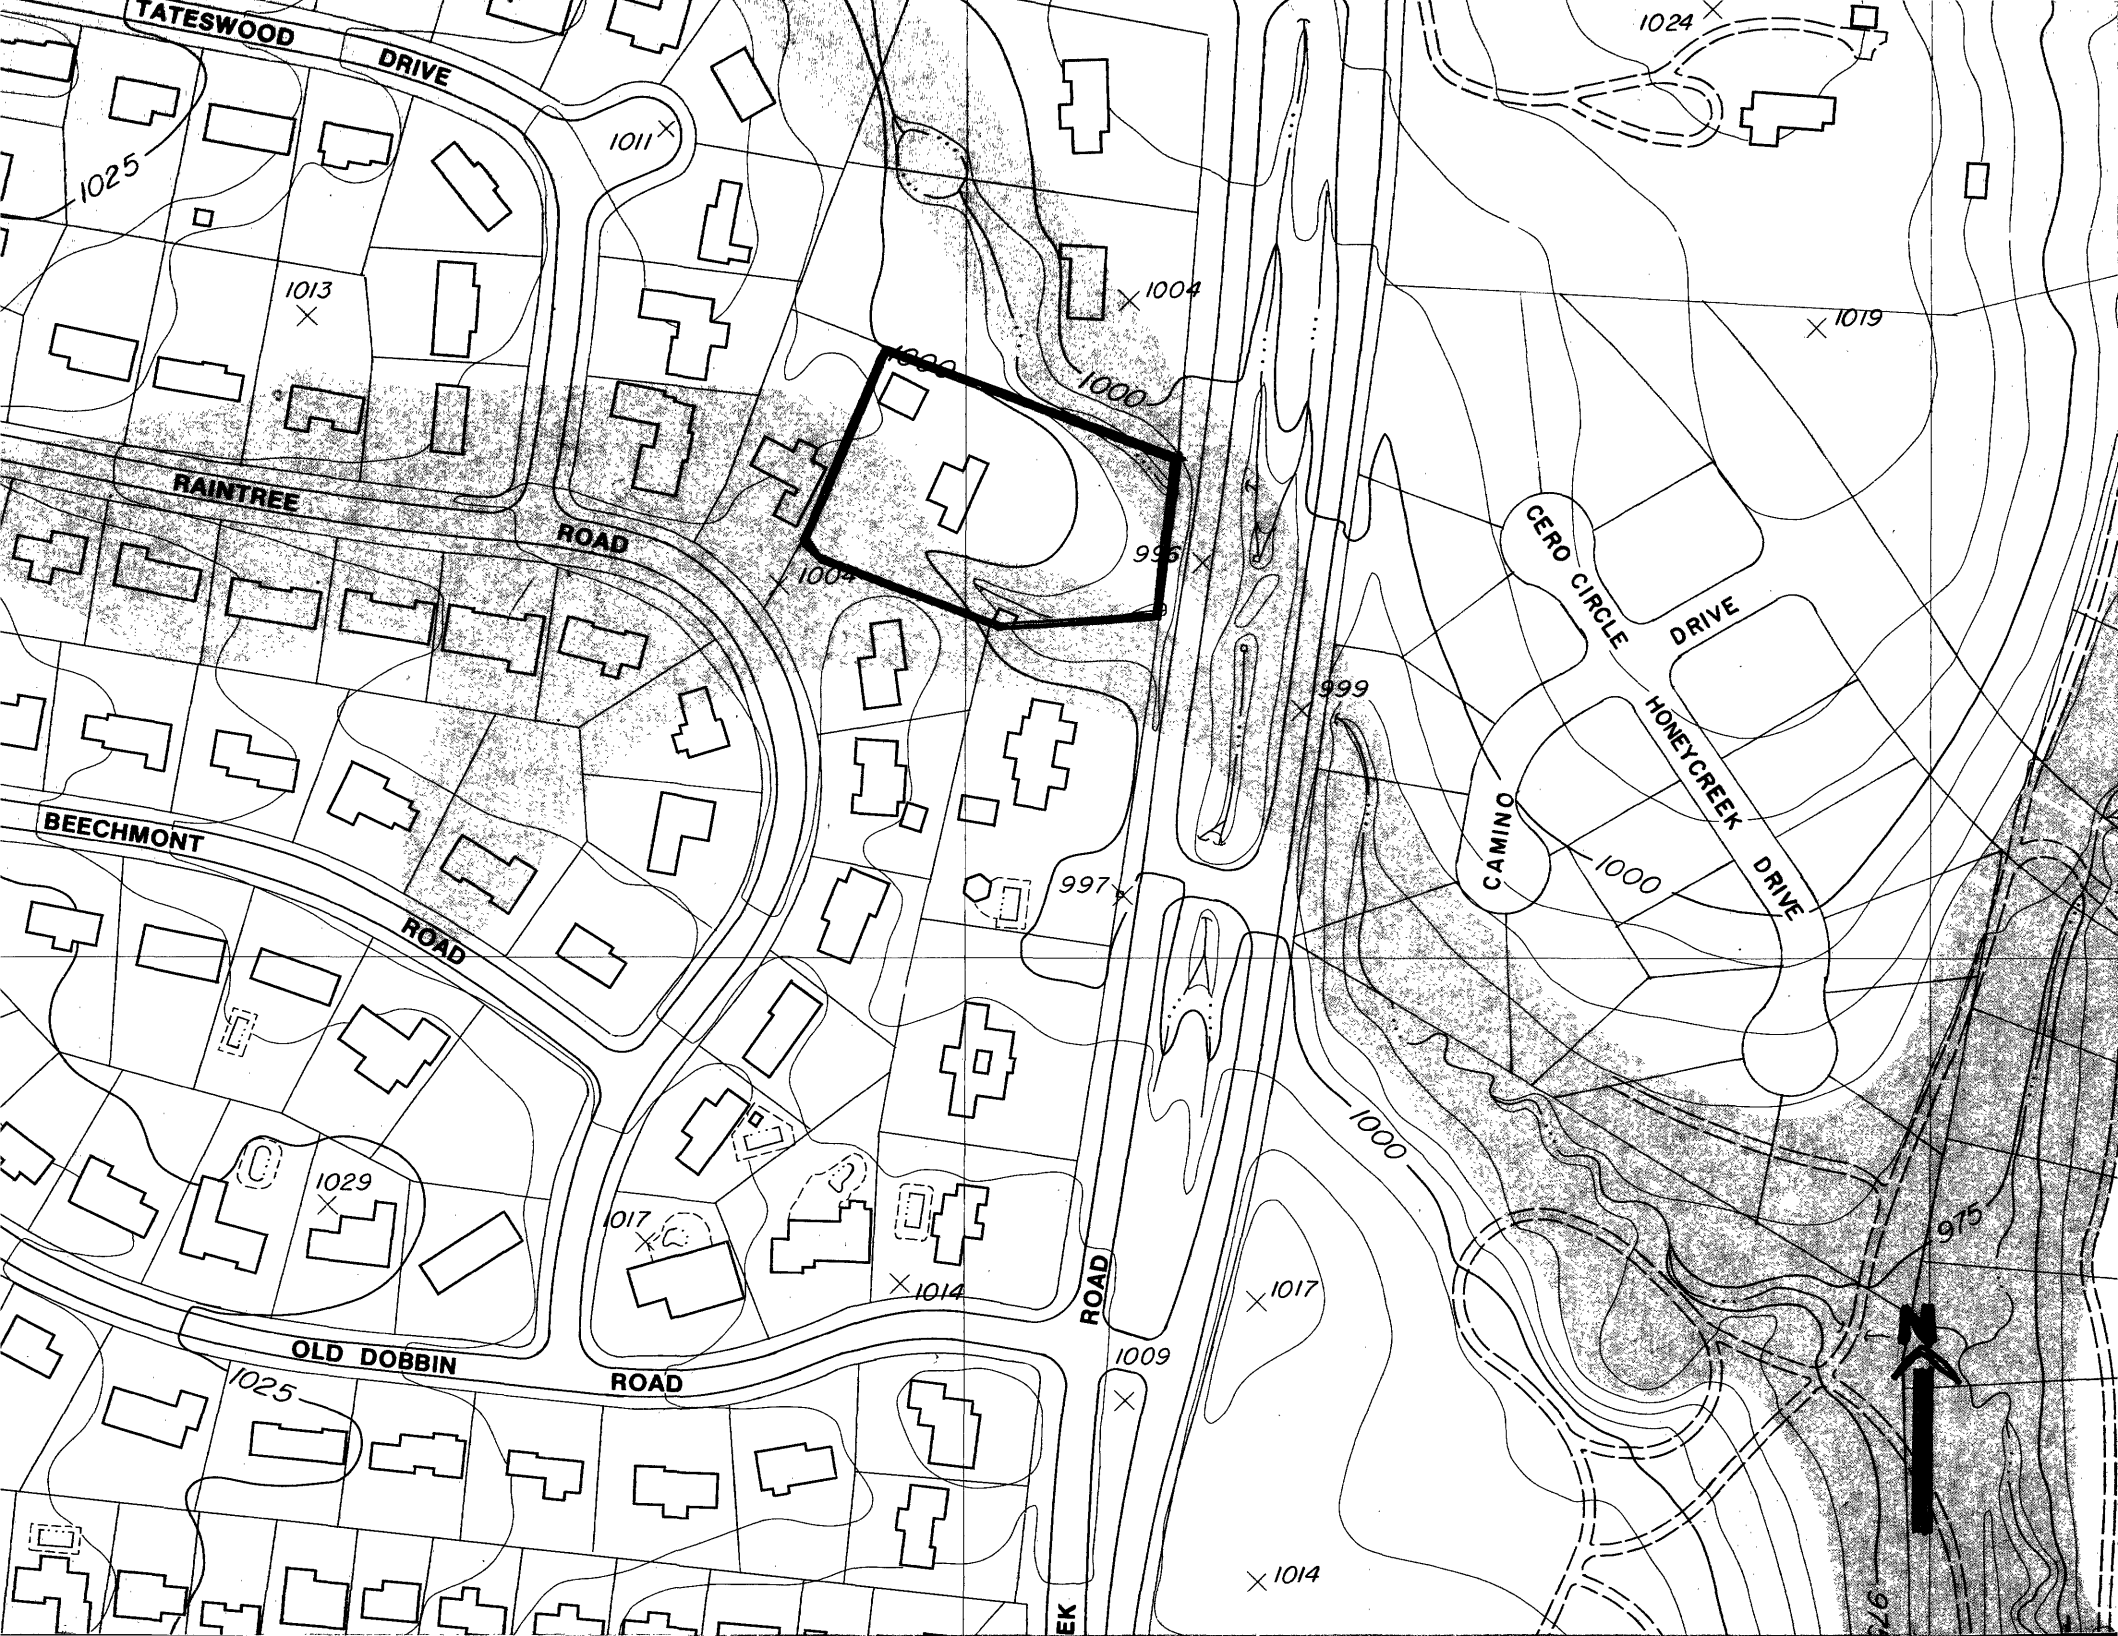 TATESWOOD DRIVE
1024
1011
1025
1013
1004
1019
1000
1000
RAINTREE ROAD
996
1004
CERO CIRCLE
DRIVE
999
HONEYCREEK DRIVE
CAMINO
1000
BEECHMONT ROAD
997
1000
1029
1017
1014
1017
975
ROAD
N
1009
OLD DOBBIN ROAD
1025
1014
EK